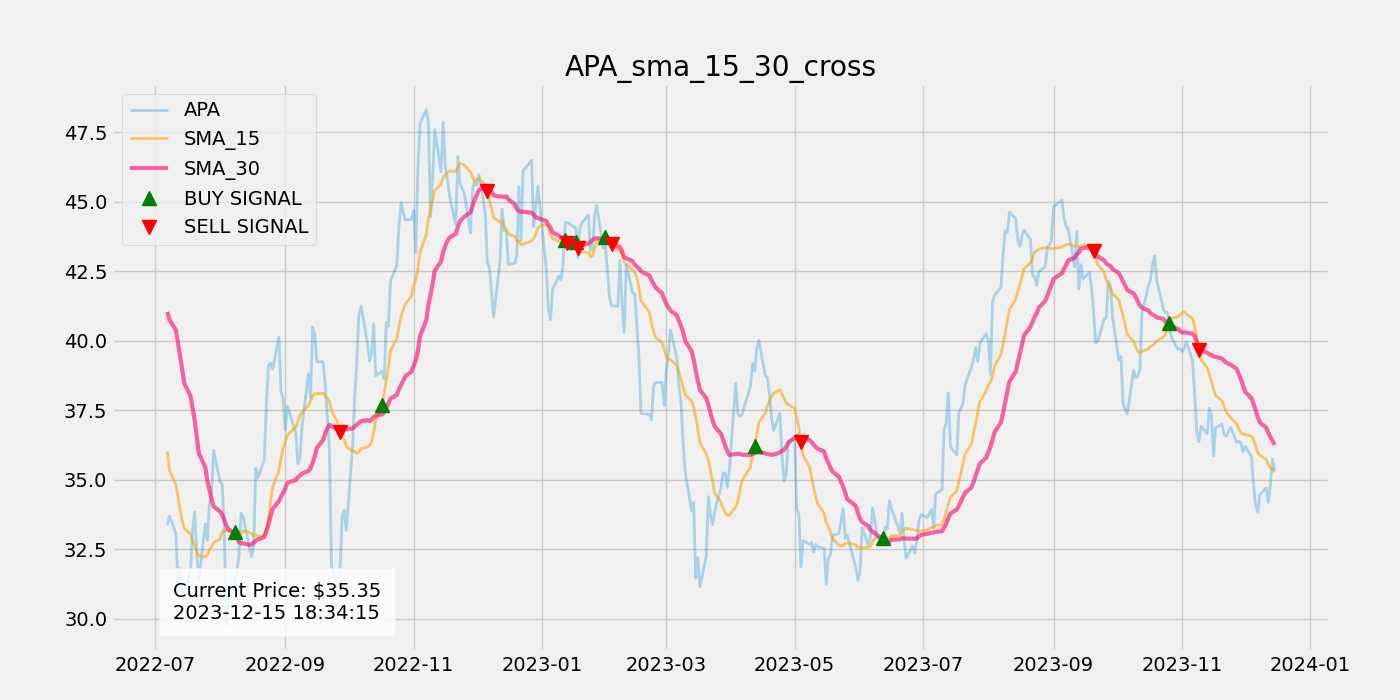 APA_sma_15_30_cross
APA
SMA_15
SMA_30
BUY SIGNAL
SELL SIGNAL
47.5
45.0
42.5
40.0
37.5
35.0
32.5
30.0
Current Price: $35.35
2023-12-15 18:34:15
2022-07 2022-09 2022-11 2023-01 2023-03 2023-05 2023-07 2023-09 2023-11 2024-01